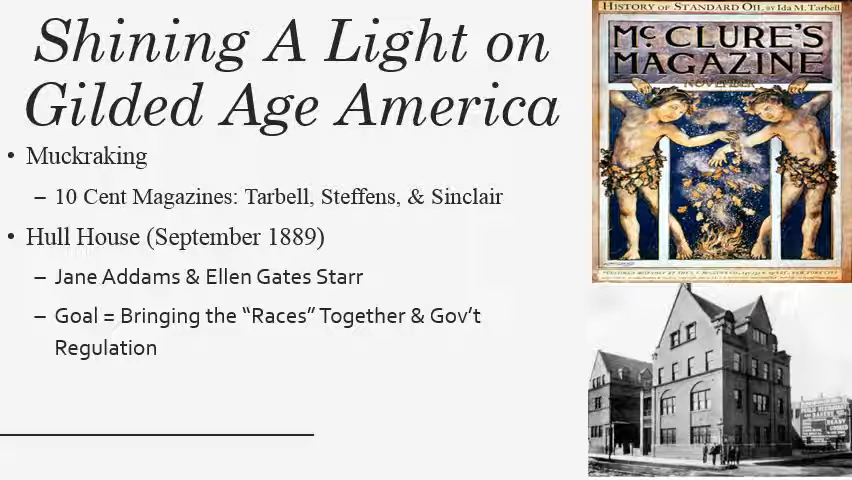 Shining A Light on
Gilded Age America
• Muckraking
– 10 Cent Magazines: Tarbell, Steffens, & Sinclair
• Hull House (September 1889)
– Jane Addams & Ellen Gates Starr
– Goal = Bringing the “Races” Together & Gov’t
Regulation
HISTORY OF STANDARD OIL BY Ida M. Tarbell
McCLURE'S
MAGAZINE
NOVEMBER